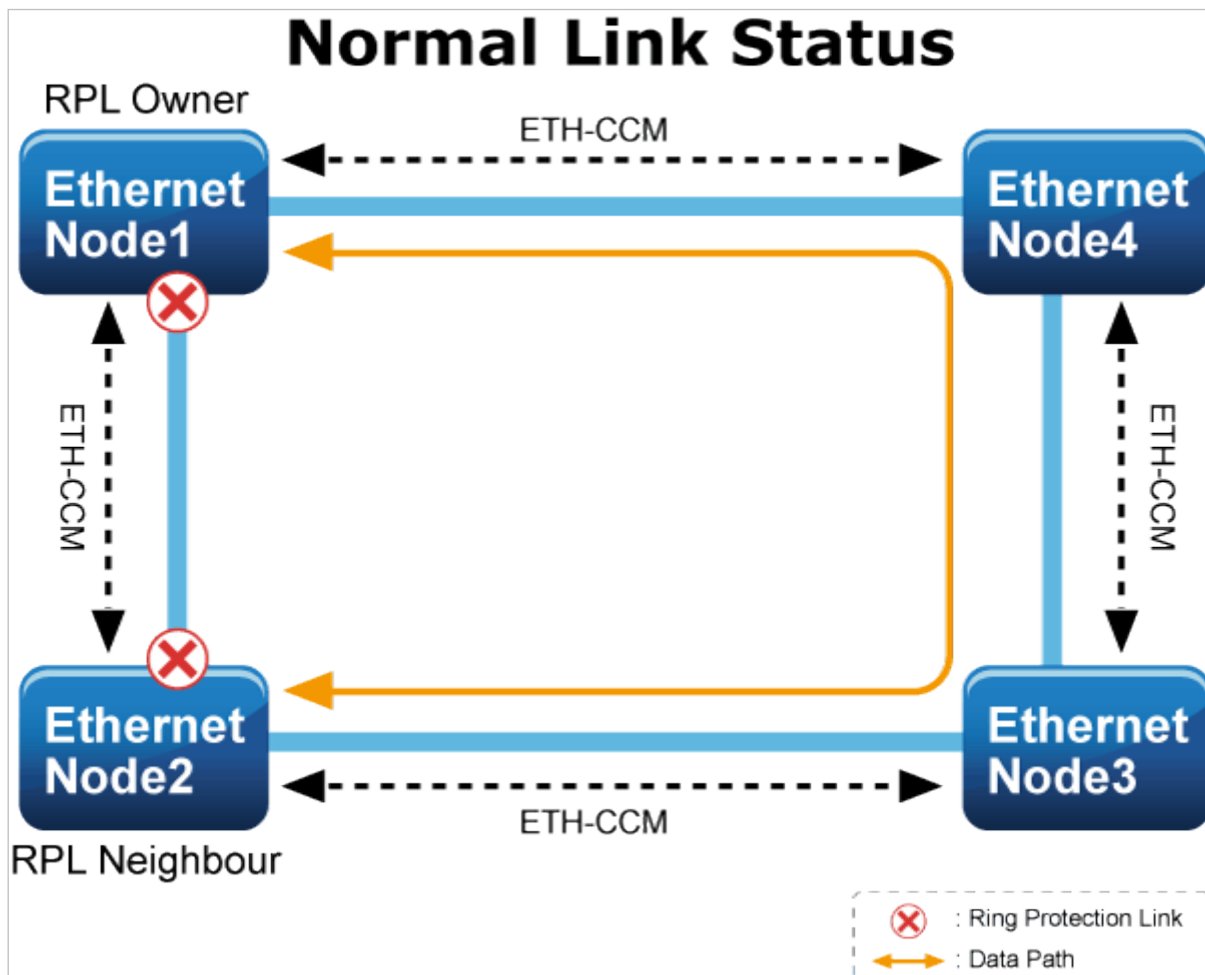 Normal Link Status
RPL Owner
ETH-CCM
Ethernet
Node1
Ethernet
Node4
ETH-CCM
ETH-CCM
Ethernet
Node2
Ethernet
Node3
ETH-CCM
RPL Neighbour
: Ring Protection Link
: Data Path